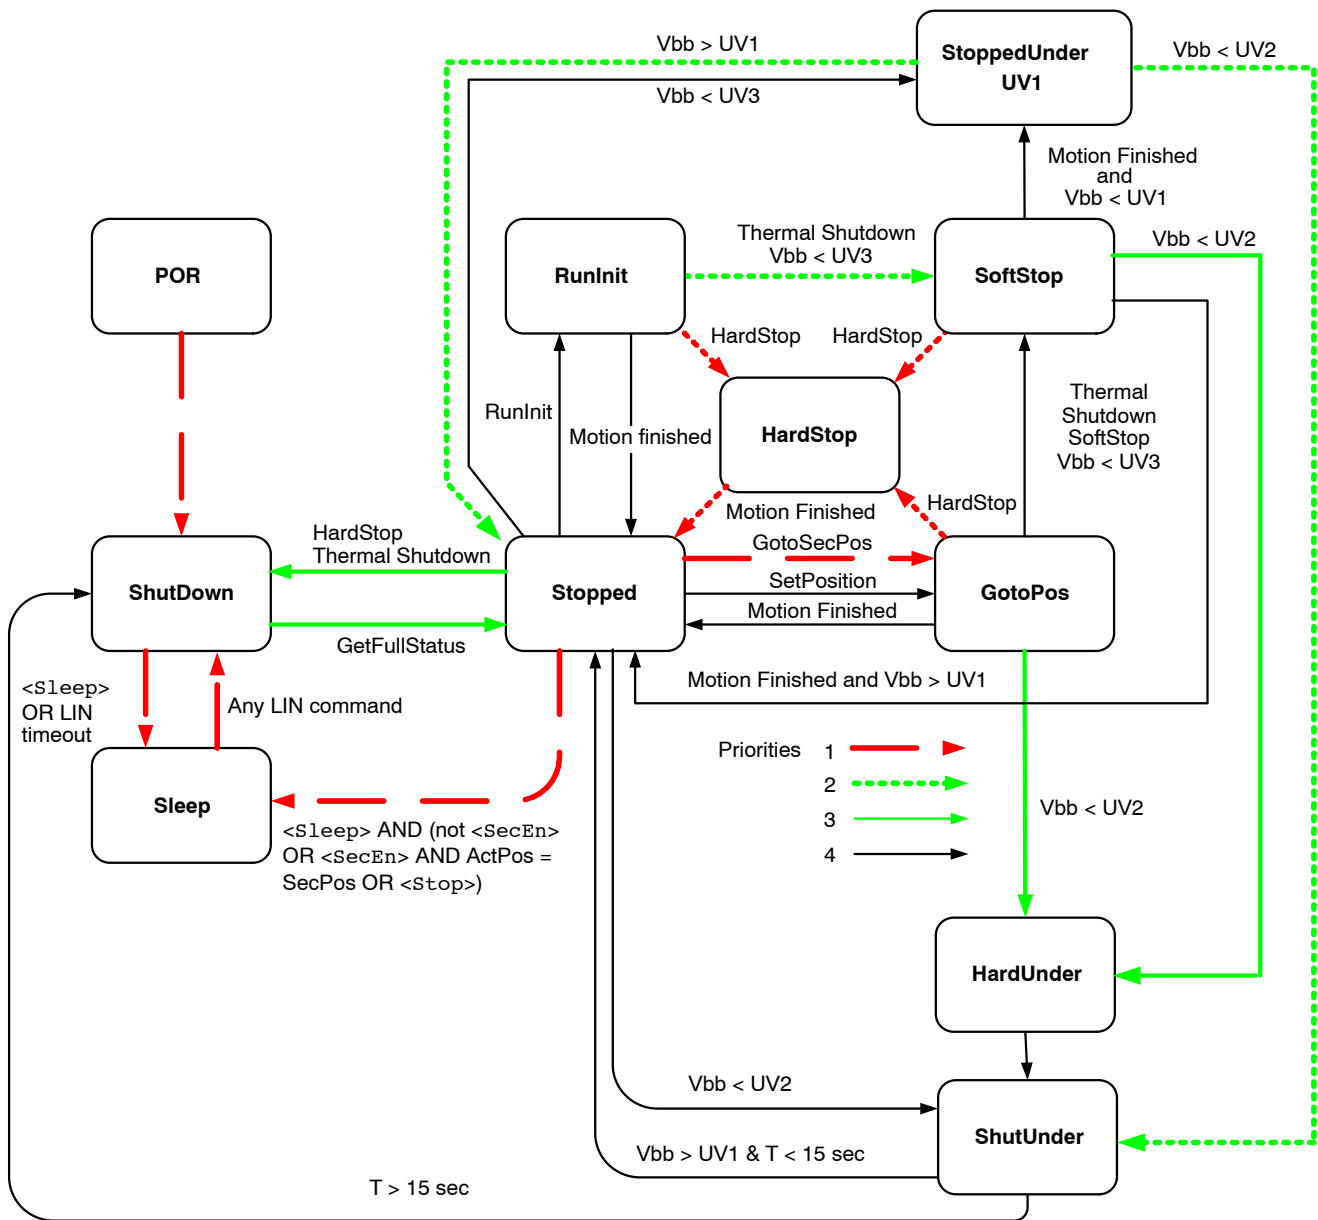 Vbb > UV1
StoppedUnder
UV1
Vbb < UV2
Vbb < UV3
Motion Finished
and
Vbb < UV1
POR
RunInit
Thermal Shutdown
Vbb < UV3
SoftStop
Vbb < UV2
HardStop
HardStop
RunInit
Motion finished
HardStop
Thermal
Shutdown
SoftStop
Vbb < UV3
HardStop
Motion Finished
GotoSecPos
HardStop
Thermal Shutdown
ShutDown
Stopped
SetPosition
Motion Finished
GotoPos
GetFullStatus
<Sleep>
OR LIN
timeout
Any LIN command
Motion Finished and Vbb > UV1
Priorities 1
2
3
4
Sleep
<Sleep> AND (not <SecEn>
OR <SecEn> AND ActPos =
SecPos OR <Stop>)
Vbb < UV2
HardUnder
Vbb < UV2
ShutUnder
Vbb > UV1 & T < 15 sec
T > 15 sec